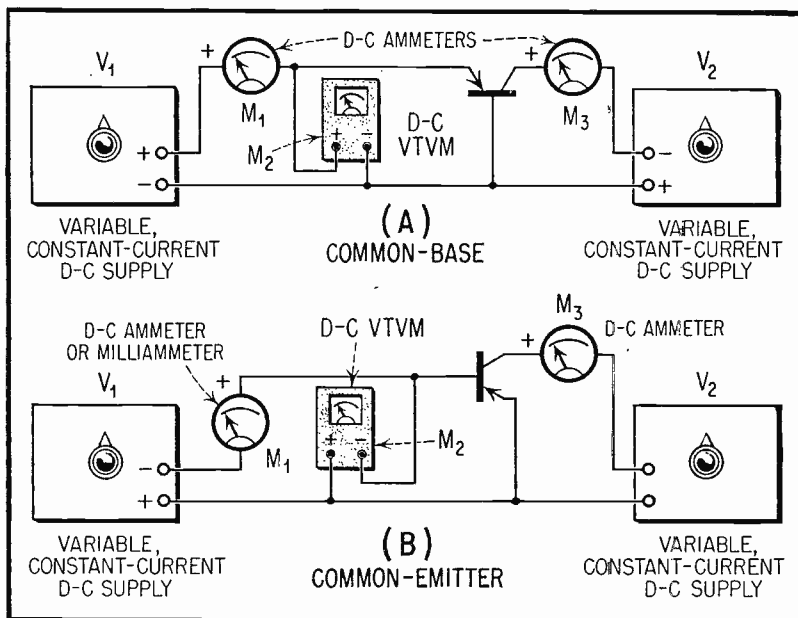 D-C AMMETERS
V1
V2
+
+
M1
M3
D-C
VTVM
M2
+ -
+
-
-
+
(A)
COMMON-BASE
VARIABLE,
CONSTANT-CURRENT
D-C SUPPLY
VARIABLE,
CONSTANT-CURRENT
D-C SUPPLY
D-C AMMETER
OR MILLIAMMETER
D-C VTVM
M3
D-C AMMETER
V1
V2
+
+
M1
M2
+ -
-
+
(B)
COMMON-EMITTER
VARIABLE,
CONSTANT-CURRENT
D-C SUPPLY
VARIABLE,
CONSTANT-CURRENT
D-C SUPPLY